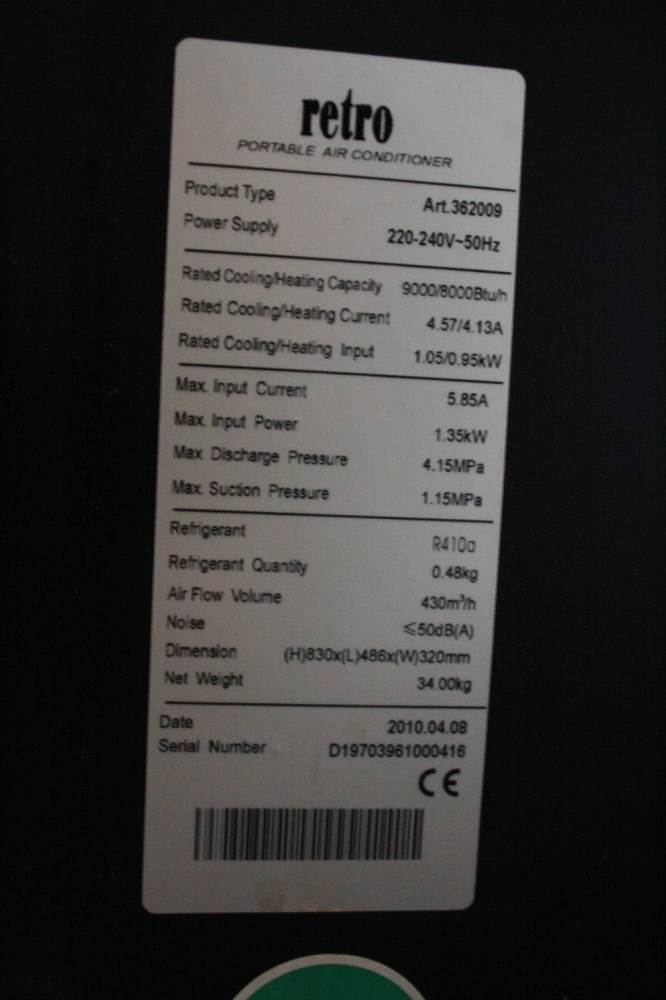 retro
PORTABLE AIR CONDITIONER
Product Type Art.362009
Power Supply 220-240V~50Hz
Rated Cooling/Heating Capacity 9000/8000Btu/h
Rated Cooling/Heating Current 4.57/4.13A
Rated Cooling/Heating Input 1.05/0.95kW
Max. Input Current 5.85A
Max. Input Power 1.35kW
Max. Discharge Pressure 4.15MPa
Max. Suction Pressure 1.15MPa
Refrigerant R410a
Refrigerant Quantity 0.48kg
Air Flow Volume 430m³/h
Noise ≤50dB(A)
Dimension (H)830x(L)486x(W)320mm
Net Weight 34.00kg
Date 2010.04.08
Serial Number D19703961000416
CE